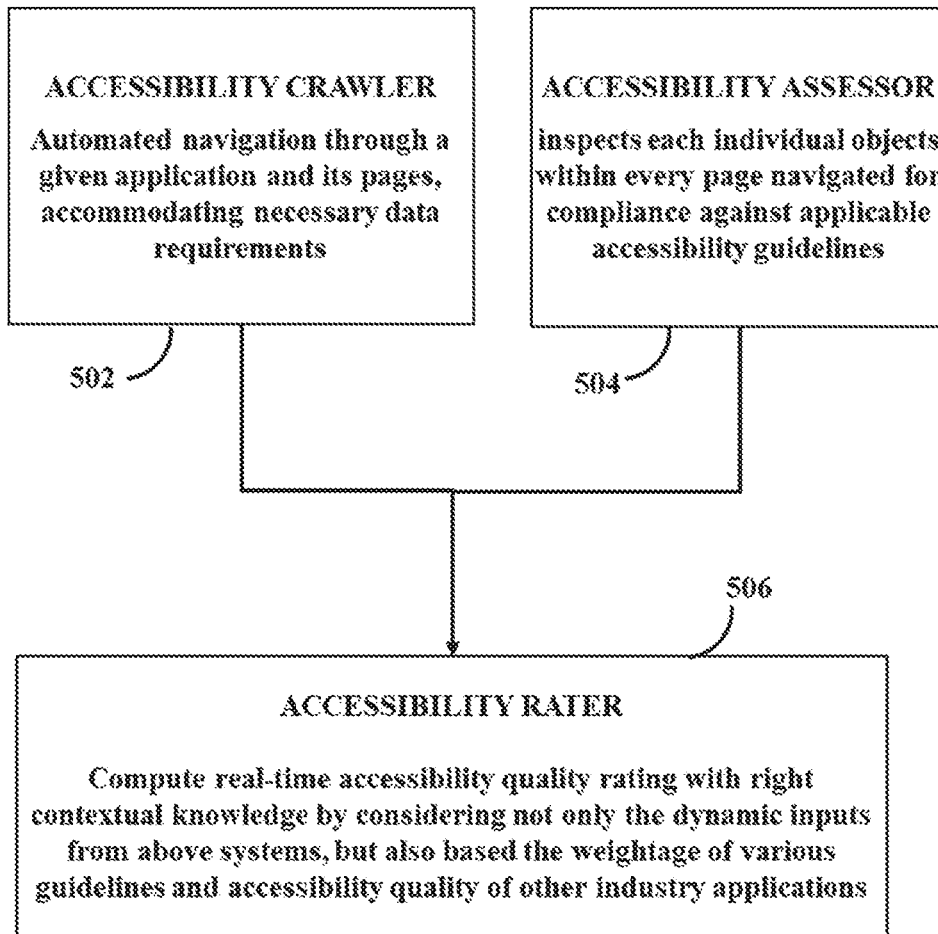 ACCESSIBILITY CRAWLER
Automated navigation through a
given application and its pages,
accommodating necessary data
requirements
ACCESSIBILITY ASSESSOR
inspects each individual objects
within every page navigated for
compliance against applicable
accessibility guidelines
502
504
506
ACCESSIBILITY RATER
Compute real-time accessibility quality rating with right
contextual knowledge by considering not only the dynamic inputs
from above systems, but also based the weightage of various
guidelines and accessibility quality of other industry applications